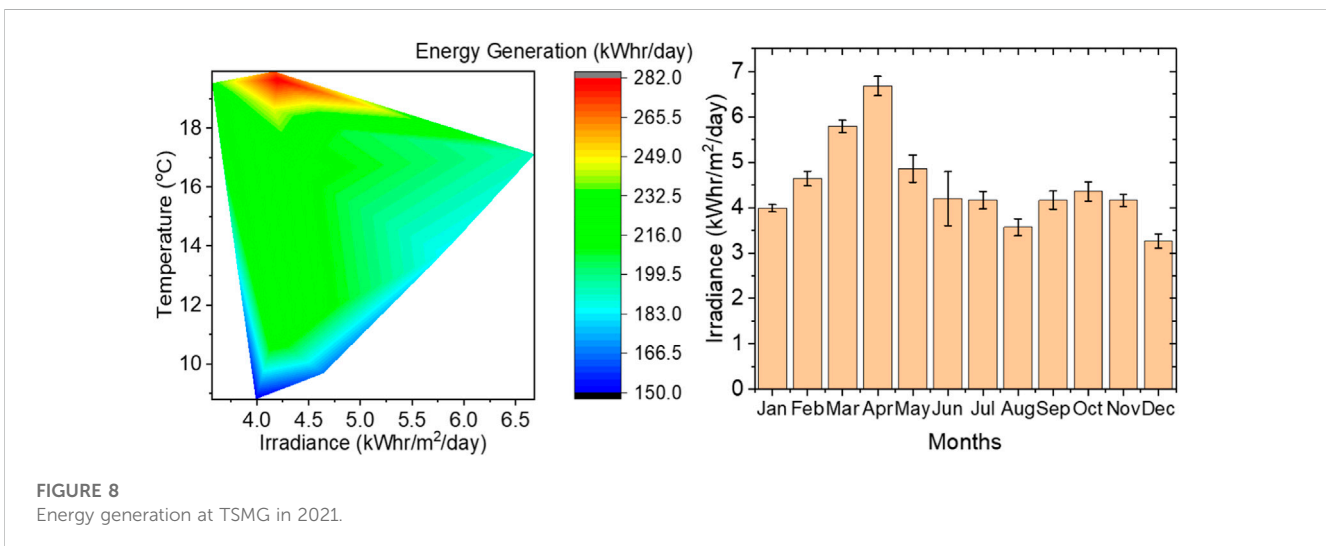 Energy Generation (kWhr/day)
Temperature (°C)
18
16
14
12
10
4.0 4.5 5.0 5.5 6.0 6.5
Irradiance (kWhr/m²/day)
282.0
265.5
249.0
232.5
216.0
199.5
183.0
166.5
150.0
Irradiance (kWhr/m²/day)
7
6
5
4
3
2
1
0
Jan Feb Mar Apr May Jun Jul Aug Sep Oct Nov Dec
Months
FIGURE 8
Energy generation at TSMG in 2021.